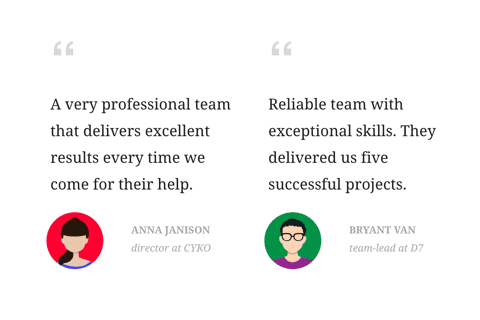 “
A very professional team
that delivers excellent
results every time we
come for their help.
ANNA JANISON
director at CYKO
“
Reliable team with
exceptional skills. They
delivered us five
successful projects.
BRYANT VAN
team-lead at D7